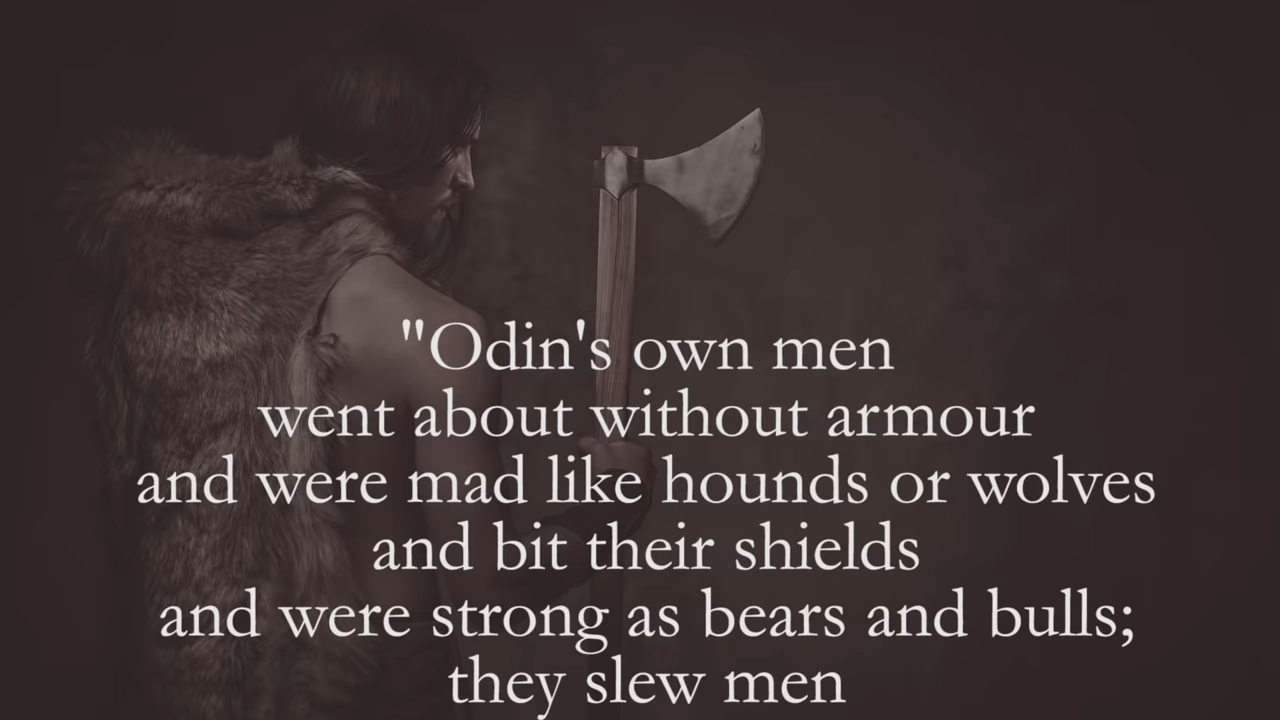 "Odin's own men
went about without armour
and were mad like hounds or wolves
and bit their shields
and were strong as bears and bulls;
they slew men